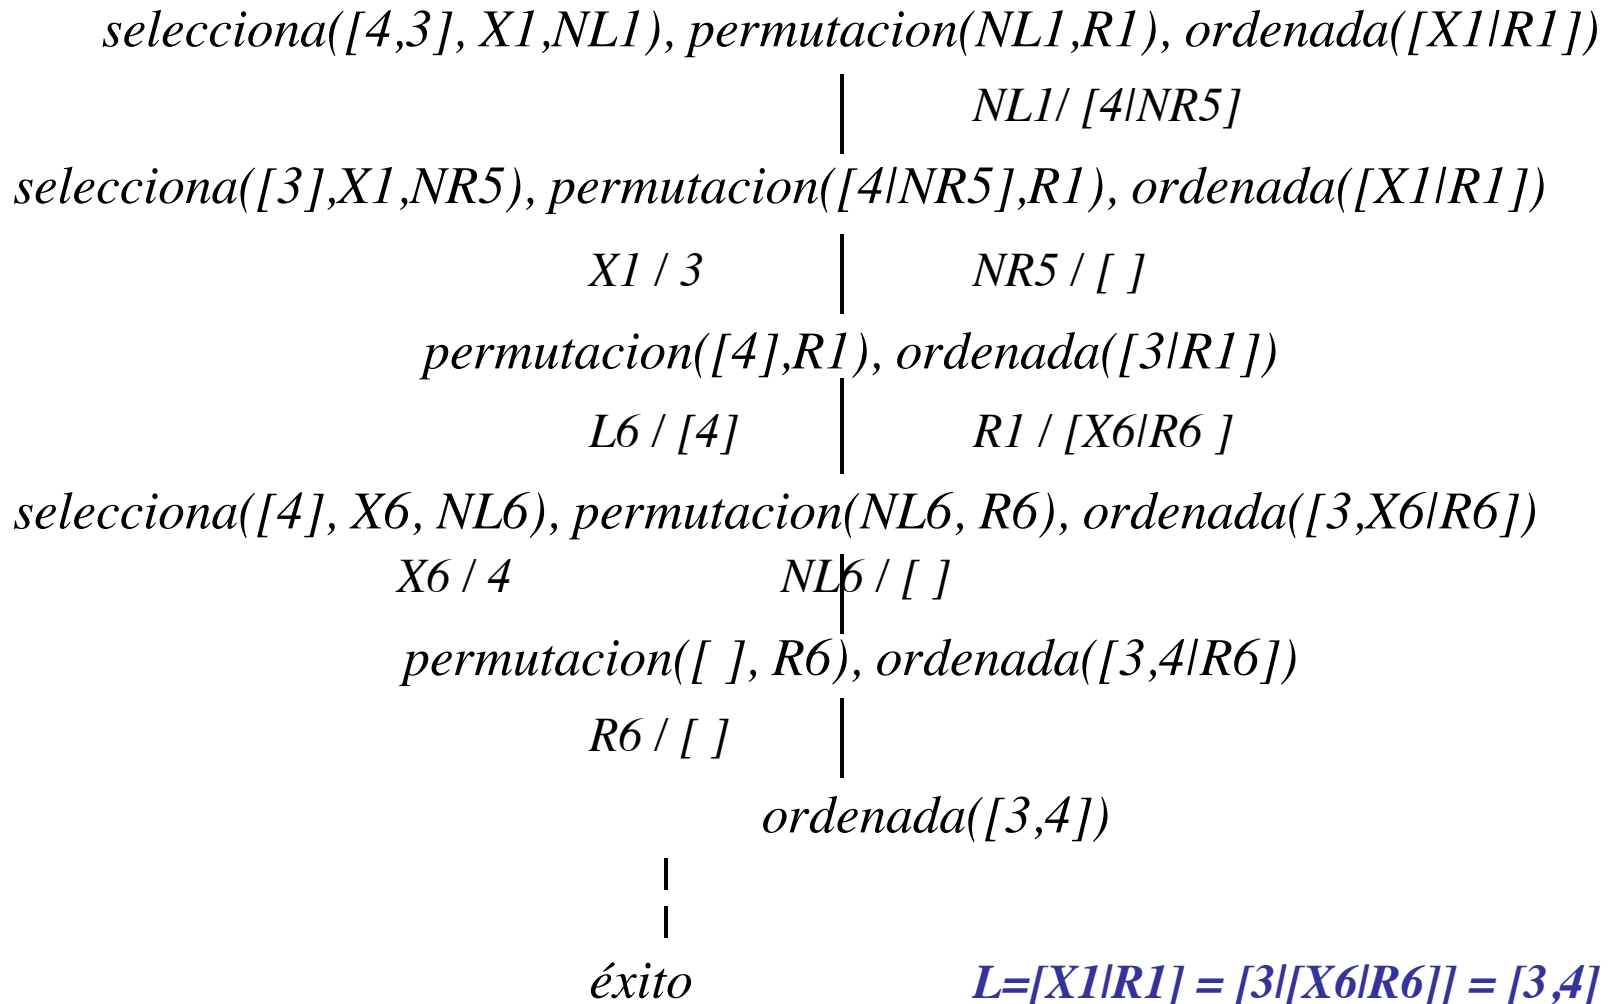 selecciona([4,3], X1,NL1), permutacion(NL1,R1), ordenada([X1|R1])
NL1/ [4|NR5]
selecciona([3],X1,NR5), permutacion([4|NR5],R1), ordenada([X1|R1])
X1 / 3 NR5 / [ ]
permutacion([4],R1), ordenada([3|R1])
L6 / [4] R1 / [X6|R6 ]
selecciona([4], X6, NL6), permutacion(NL6, R6), ordenada([3,X6|R6])
X6 / 4 NL6 / [ ]
permutacion([ ], R6), ordenada([3,4|R6])
R6 / [ ]
ordenada([3,4])
éxito L=[X1|R1] = [3|[X6|R6]] = [3,4]